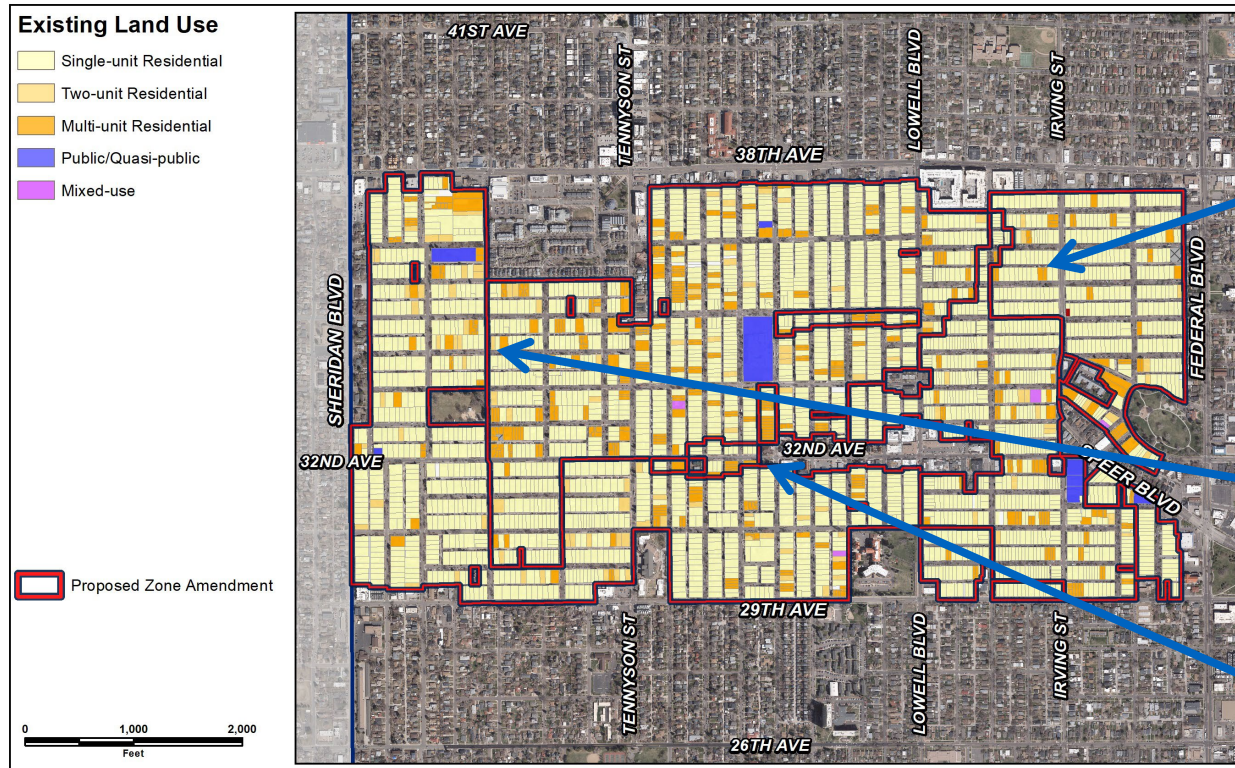 Existing Land Use
Single-unit Residential
Two-unit Residential
Multi-unit Residential
Public/Quasi-public
Mixed-use
Proposed Zone Amendment
0 1,000 2,000
Feet
41ST AVE
TENNYSON ST
LOWELL BLVD
IRVING ST
38TH AVE
SHERIDAN BLVD
FEDERAL BLVD
32ND AVE
32ND AVE
SPEER BLVD
29TH AVE
TENNYSON ST
LOWELL BLVD
IRVING ST
26TH AVE